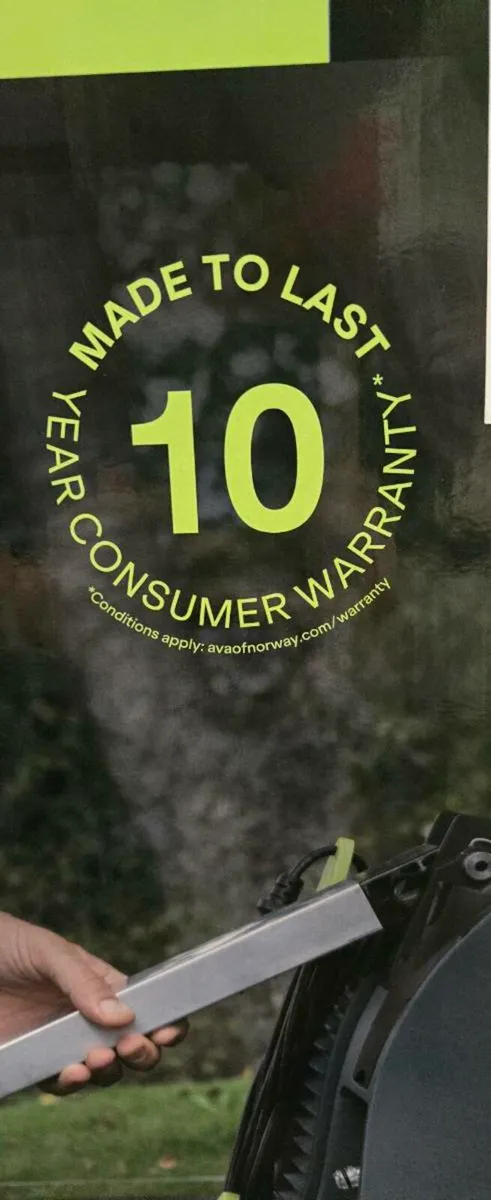 MADE TO LAST
10
YEAR CONSUMER WARRANTY*
*Conditions apply: avaofnorway.com/warranty